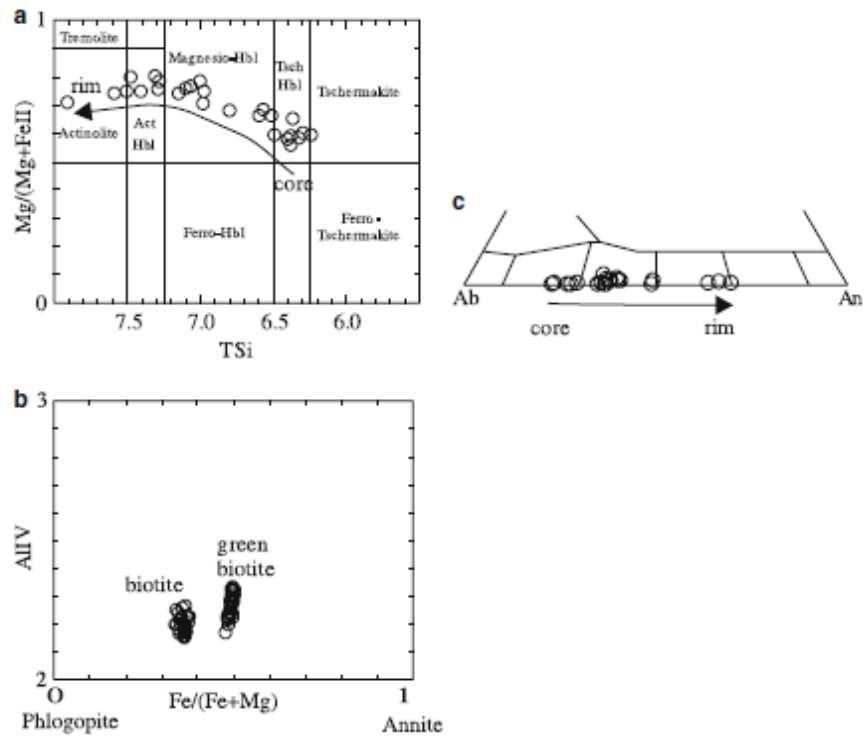 a
1
Tremolite
Magnesio-Hbl
Tsch
Hbl
Tschermakite
rim
Actinolite
Act
Hbl
core
Ferro-Hbl
Ferro-
Tschermakite
Mg/(Mg+FeII)
0
7.5 7.0 6.5 6.0
TSi
c
Ab An
core rim
b
3
AlIV
green
biotite
biotite
2
0 Fe/(Fe+Mg) 1
Phlogopite Annite